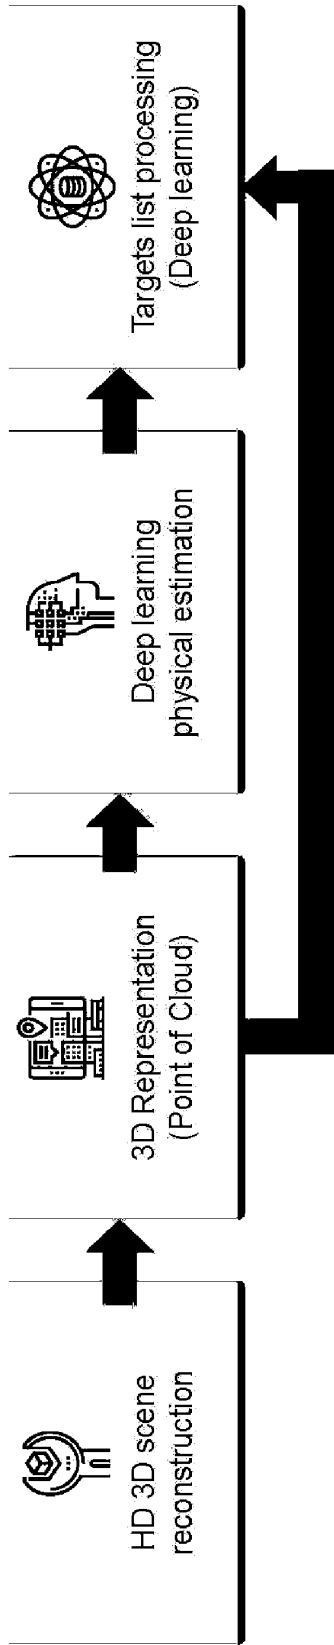 HD 3D scene
reconstruction
3D Representation
(Point of Cloud)
Deep learning
physical estimation
Targets list processing
(Deep learning)